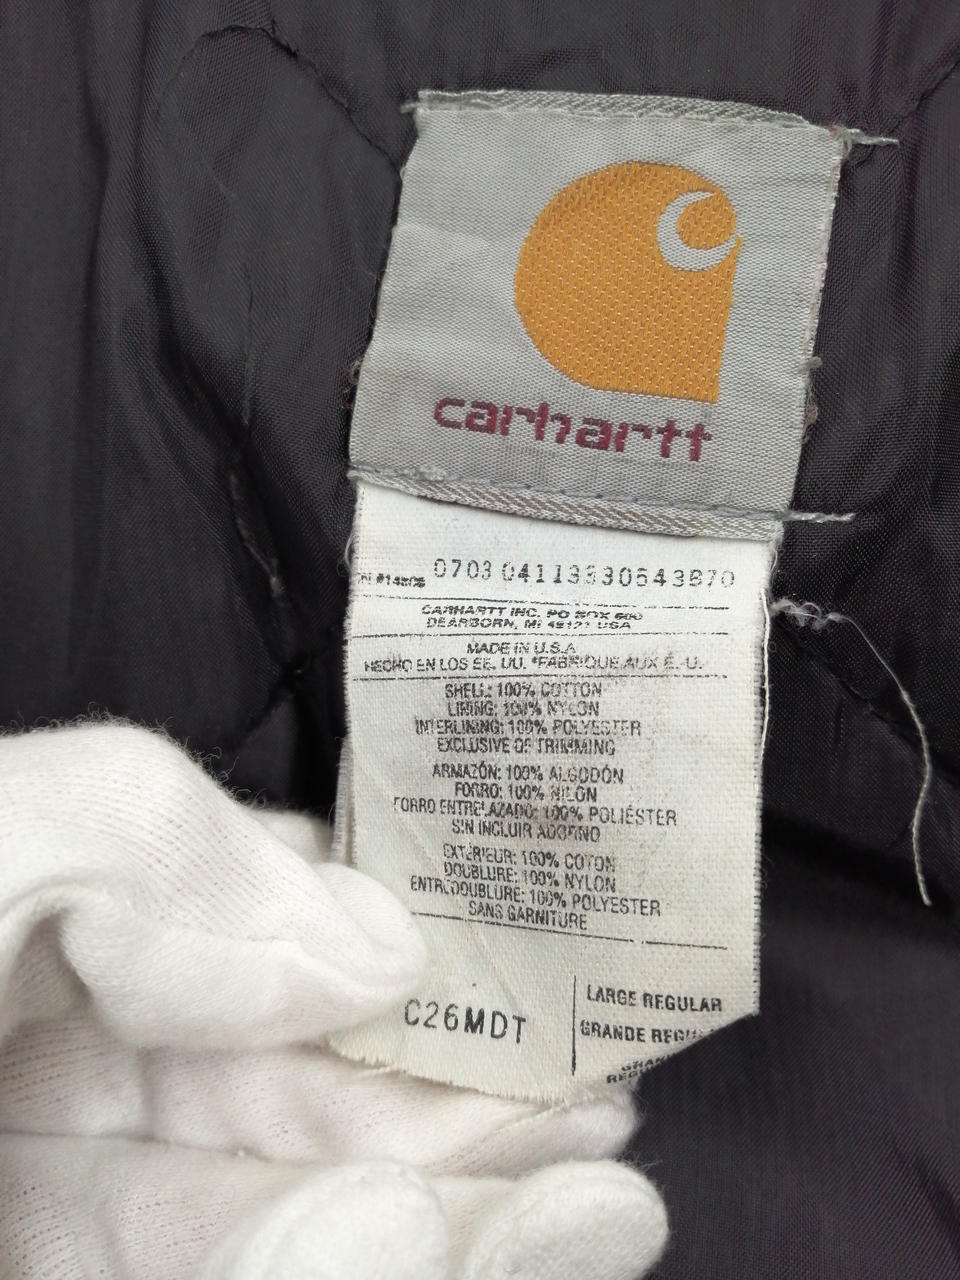 carhartt
RN #14806 0703 04113330643870
CARHARTT INC. PO BOX 600
DEARBORN, MI 48121 USA
MADE IN U.S.A
HECHO EN LOS EE. UU. *FABRIQUE AUX É.-U.
SHELL: 100% COTTON
LINING: 100% NYLON
INTERLINING: 100% POLYESTER
EXCLUSIVE OF TRIMMING
ARMAZÓN: 100% ALGODÓN
FORRO: 100% NILON
FORRO ENTRELAZADO: 100% POLIÉSTER
SIN INCLUIR ADORNO
EXTÉRIEUR: 100% COTON
DOUBLURE: 100% NYLON
ENTREDOUBLURE: 100% POLYESTER
SANS GARNITURE
C26MDT
LARGE REGULAR
GRANDE